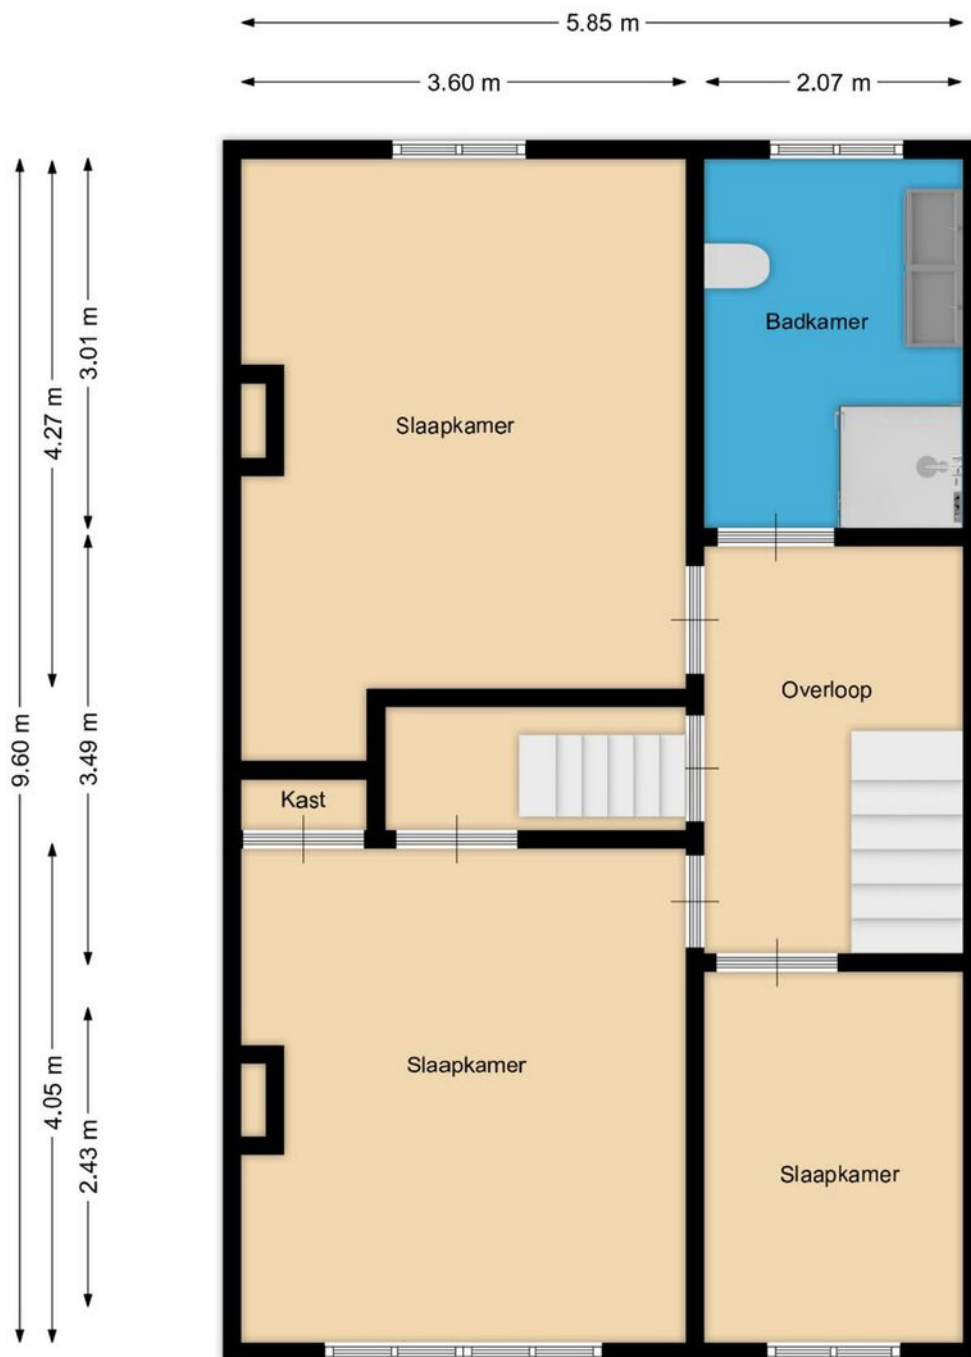 5.85 m
3.60 m
2.07 m
3.01 m
4.27 m
9.60 m
3.49 m
4.05 m
2.43 m
Badkamer
Slaapkamer
Overloop
Kast
Slaapkamer
Slaapkamer